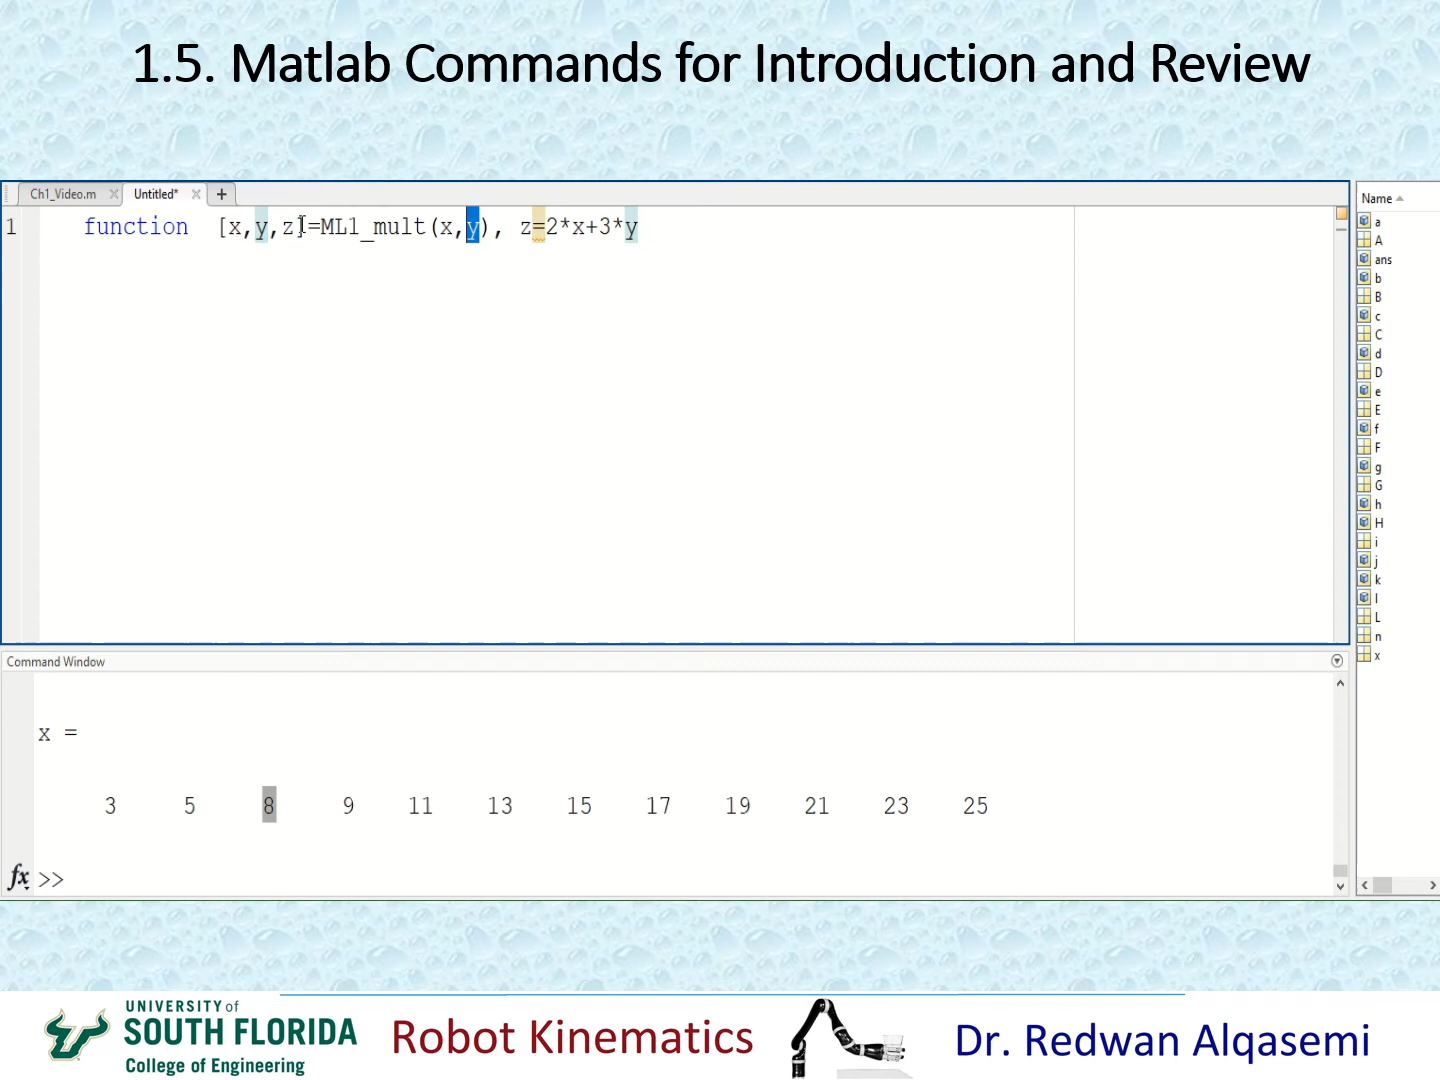 1.5. Matlab Commands for Introduction and Review
Ch1_Video.m
Untitled*
+
1 function [x,y,z]=ML1_mult(x,y), z=2*x+3*y
Name
a
A
ans
b
B
c
C
d
D
e
E
f
F
g
G
h
H
i
j
k
l
L
n
x
Command Window
x =
3 5 8 9 11 13 15 17 19 21 23 25
fx >>
UNIVERSITY of
SOUTH FLORIDA
College of Engineering
Robot Kinematics
Dr. Redwan Alqasemi